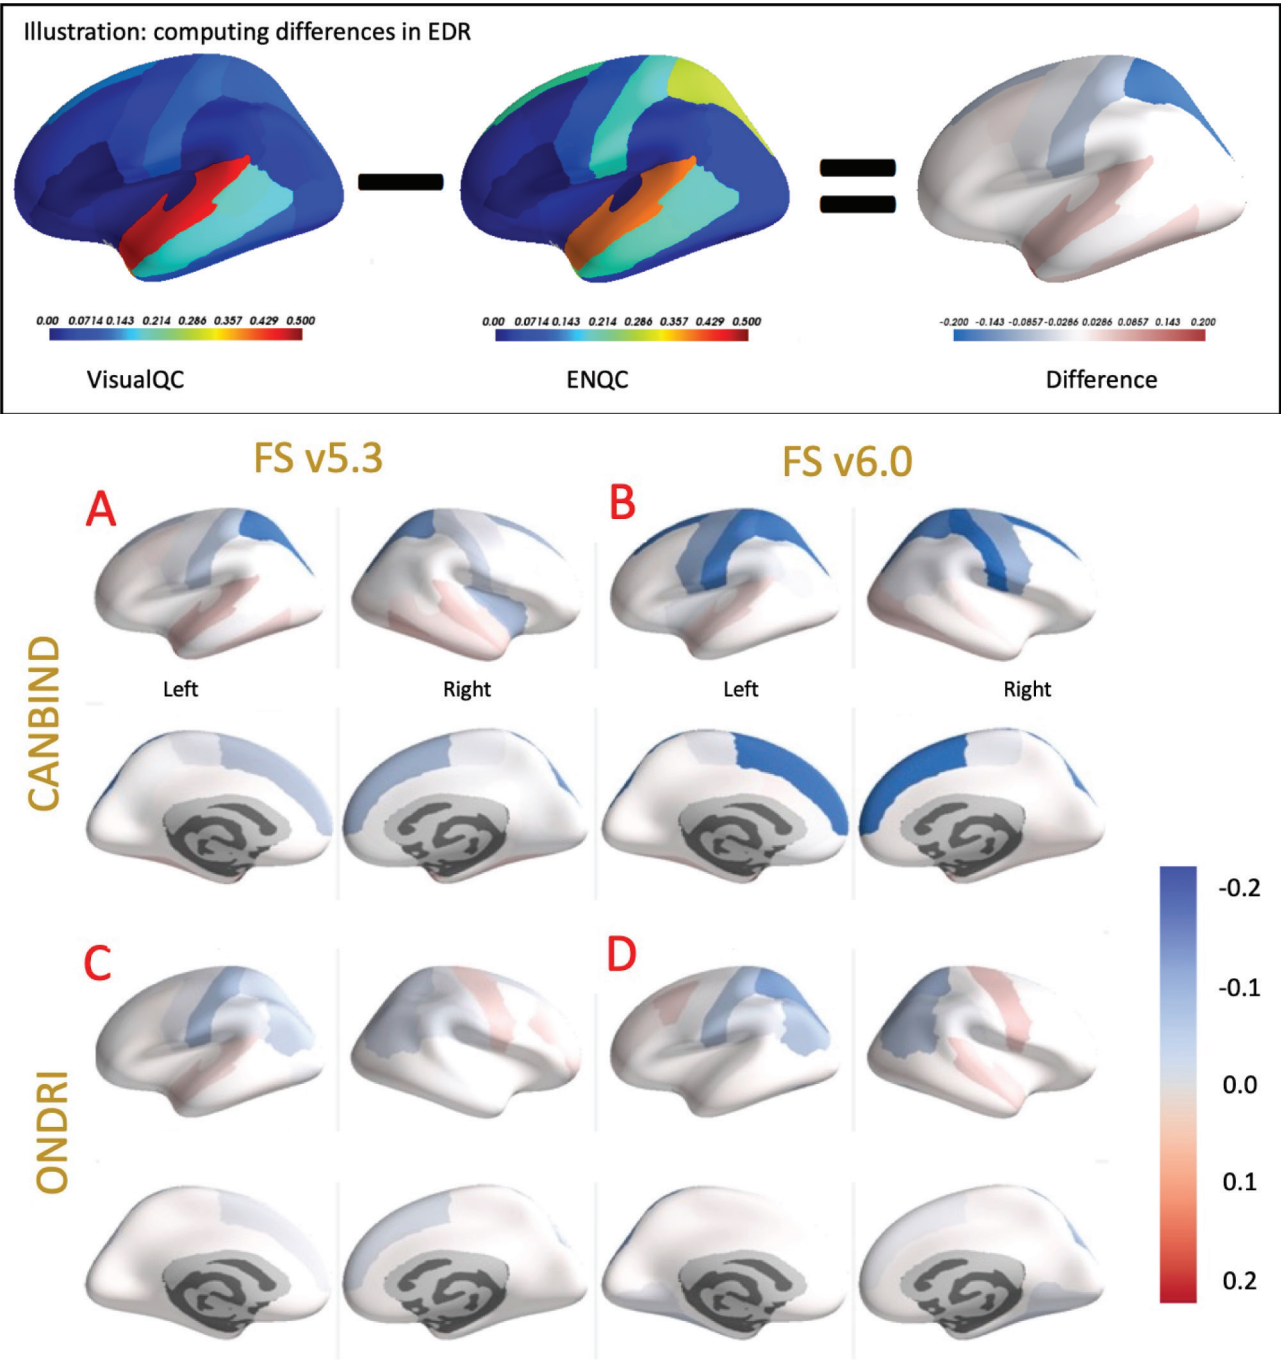 Illustration: computing differences in EDR
0.00 0.0714 0.143 0.214 0.286 0.357 0.429 0.500
0.00 0.0714 0.143 0.214 0.286 0.357 0.429 0.500
-0.200 -0.143 -0.0857 -0.0286 0.0286 0.0857 0.143 0.200
VisualQC
ENQC
Difference
FS v5.3
FS v6.0
A
B
CANBIND
Left
Right
Left
Right
C
D
ONDRI
-0.2
-0.1
0.0
0.1
0.2